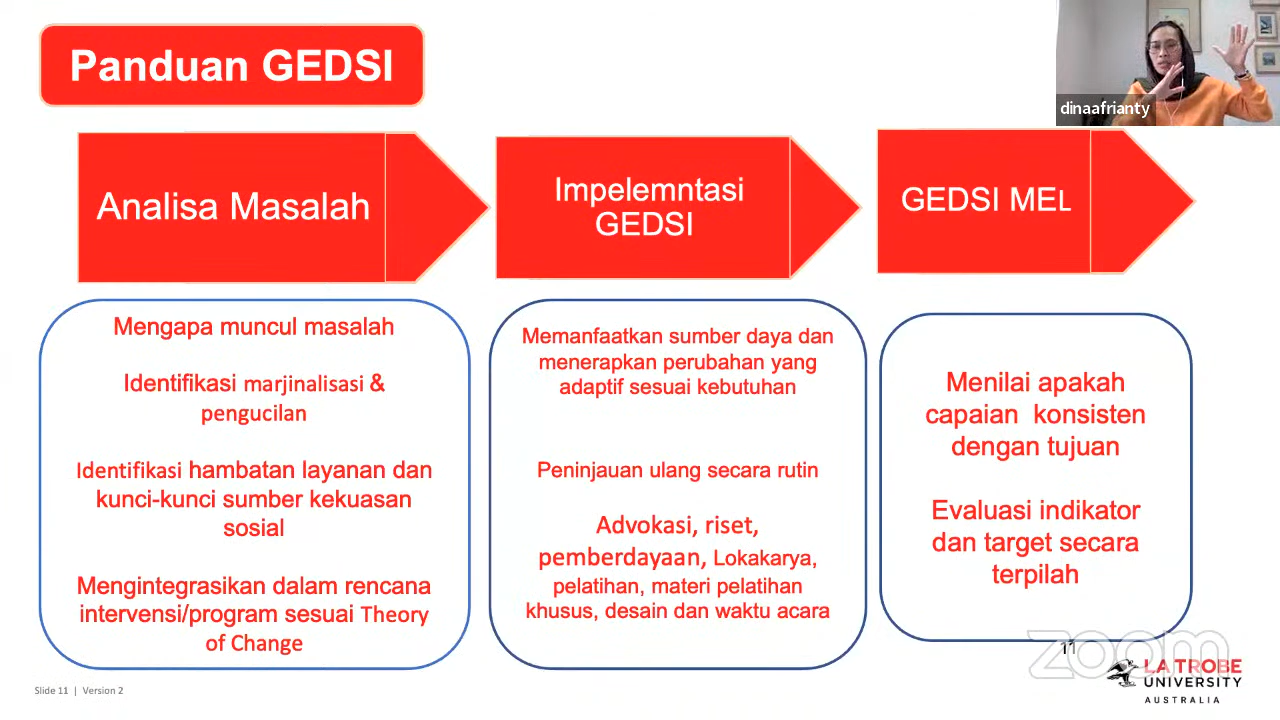 Panduan GEDSI
dinaafrianty
Analisa Masalah
Impelemntasi
GEDSI
GEDSI MEL
Mengapa muncul masalah
Identifikasi marjinalisasi &
pengucilan
Identifikasi hambatan layanan dan
kunci-kunci sumber kekuasan
sosial
Mengintegrasikan dalam rencana
intervensi/program sesuai Theory
of Change
Memanfaatkan sumber daya dan
menerapkan perubahan yang
adaptif sesuai kebutuhan
Peninjauan ulang secara rutin
Advokasi, riset,
pemberdayaan, Lokakarya,
pelatihan, materi pelatihan
khusus, desain dan waktu acara
Menilai apakah
capaian konsisten
dengan tujuan
Evaluasi indikator
dan target secara
terpilah
11
zoom
LA TROBE
UNIVERSITY
AUSTRALIA
Slide 11 | Version 2